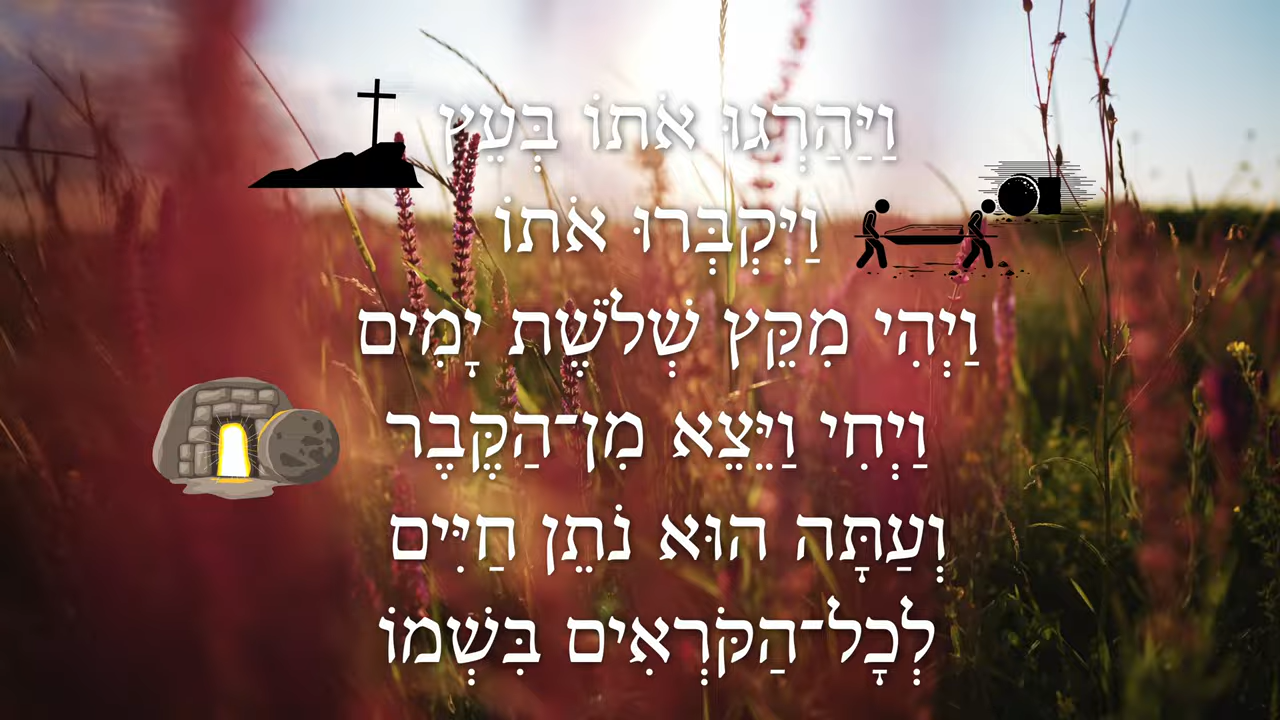 וַיַּהַרְגוּ אֹתוֹ בְּעֵץ
וַיִּקְבְּרוּ אֹתוֹ
וַיְהִי מִקֵּץ שְׁלֹשֶׁת יָמִים
וַיְחִי וַיֵּצֵא מִן־הַקֶּבֶר
וְעַתָּה הוּא נֹתֵן חַיִּים
לְכָל־הַקֹּרְאִים בִּשְׁמוֹ